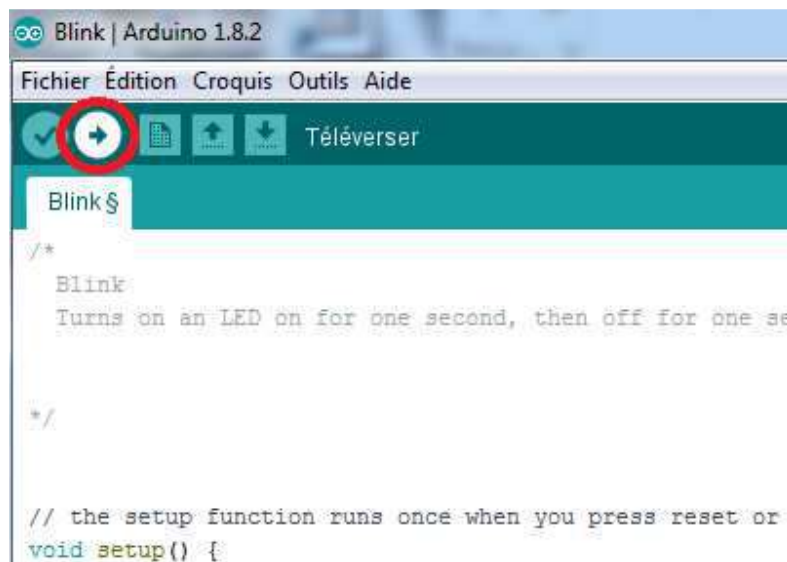 Blink | Arduino 1.8.2
Fichier Édition Croquis Outils Aide
Téléverser
Blink §
/*
Blink
Turns on an LED on for one second, then off for one se
*/
// the setup function runs once when you press reset or
void setup() {